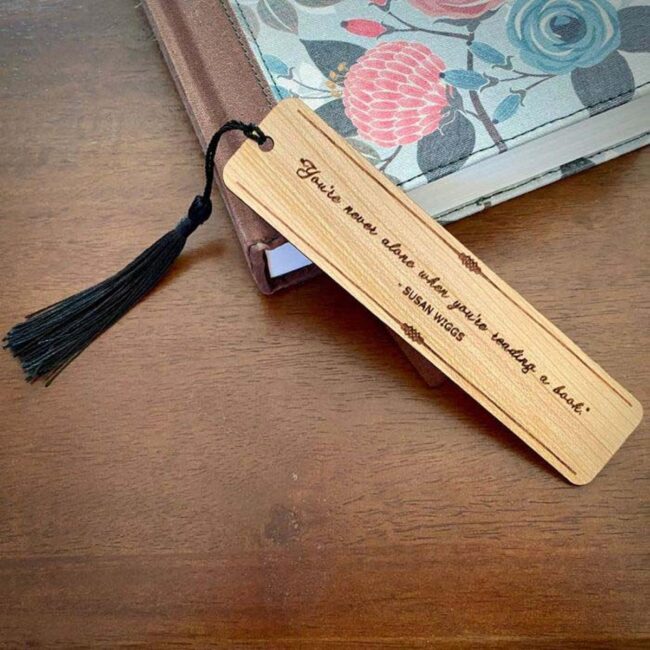 "You're never alone when you're reading a book."
- SUSAN WIGGS